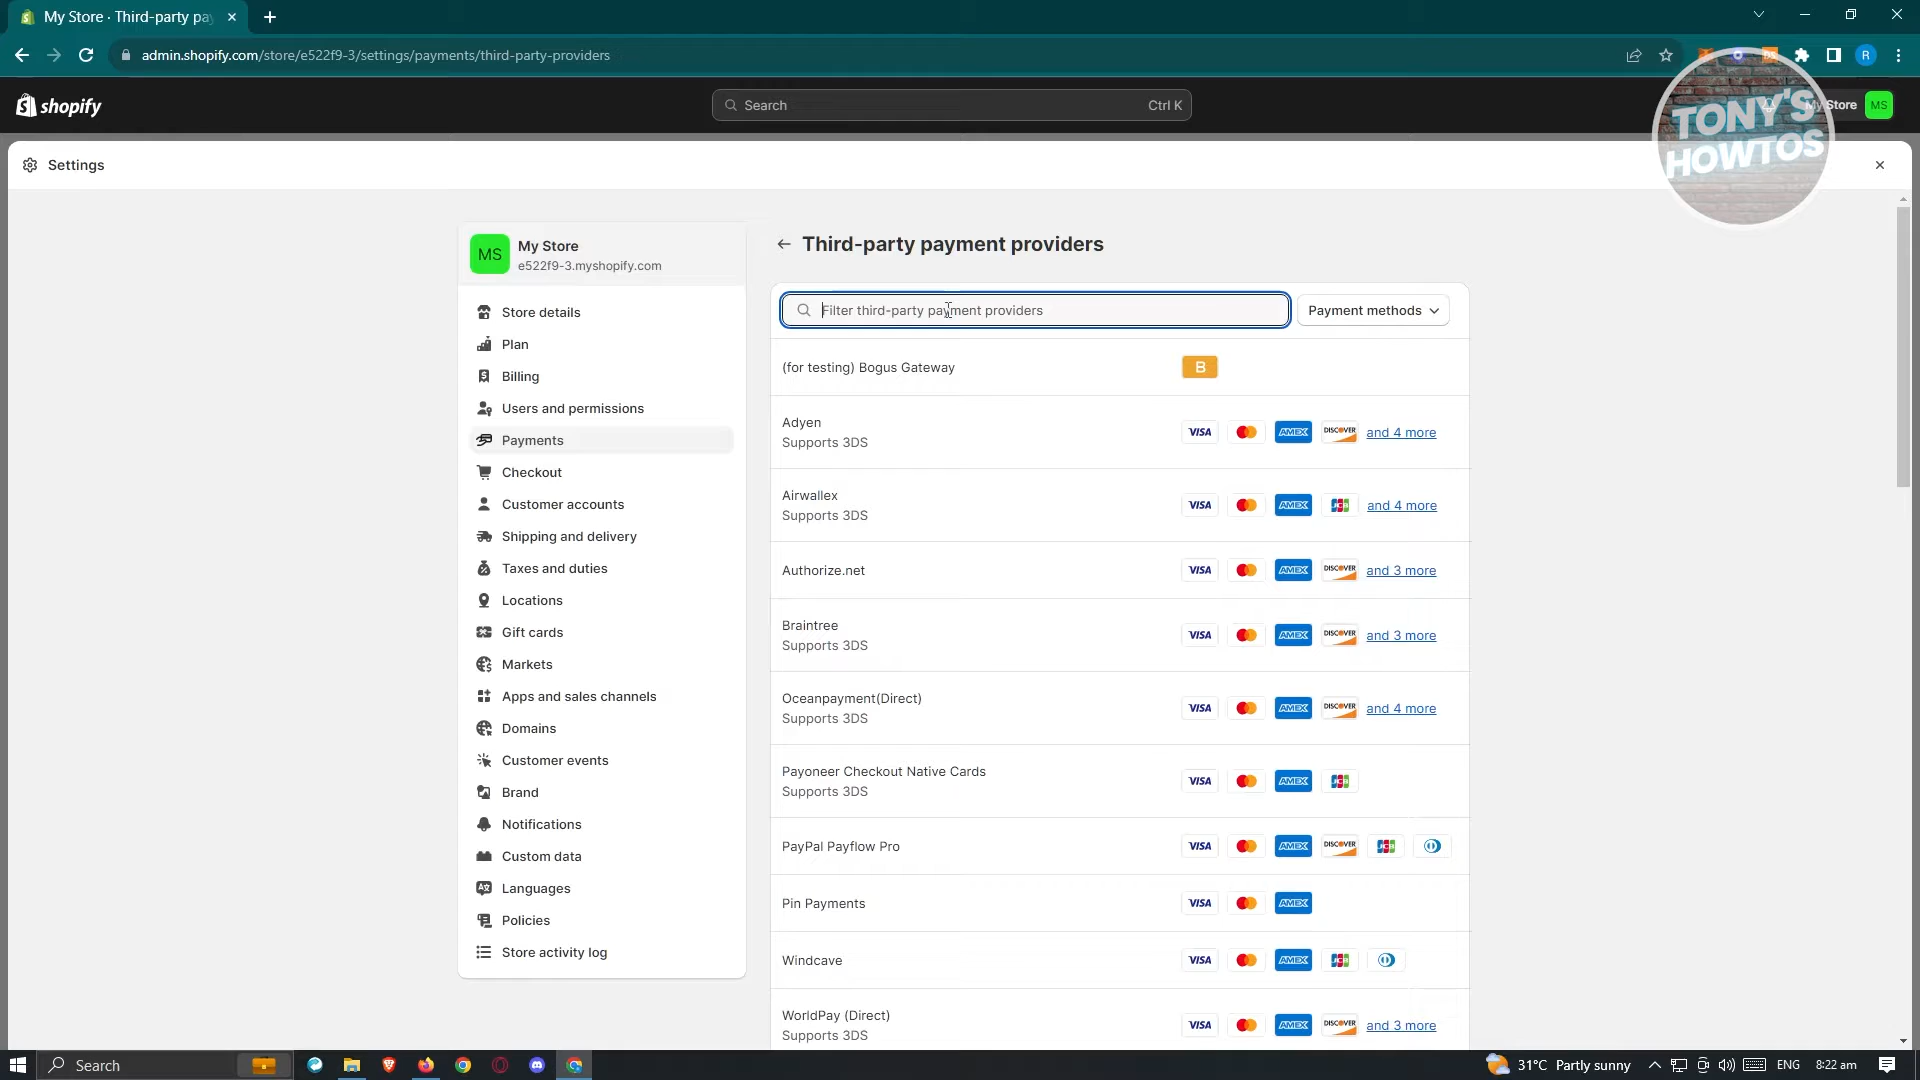 My Store · Third-party pa
admin.shopify.com/store/e522f9-3/settings/payments/third-party-providers
R
shopify
Search
Ctrl K
My Store
MS
TONY'S
HOWTOS
Settings
MS
My Store
e522f9-3.myshopify.com
Store details
Plan
Billing
Users and permissions
Payments
Checkout
Customer accounts
Shipping and delivery
Taxes and duties
Locations
Gift cards
Markets
Apps and sales channels
Domains
Customer events
Brand
Notifications
Custom data
Languages
Policies
Store activity log
Third-party payment providers
Filter third-party payment providers
Payment methods
(for testing) Bogus Gateway
B
Adyen
Supports 3DS
VISA AMEX DISCOVER and 4 more
Airwallex
Supports 3DS
VISA AMEX JCB and 4 more
Authorize.net
VISA AMEX DISCOVER and 3 more
Braintree
Supports 3DS
VISA AMEX DISCOVER and 3 more
Oceanpayment(Direct)
Supports 3DS
VISA AMEX DISCOVER and 4 more
Payoneer Checkout Native Cards
Supports 3DS
VISA AMEX JCB
PayPal Payflow Pro
VISA AMEX DISCOVER JCB
Pin Payments
VISA AMEX
Windcave
VISA AMEX JCB
WorldPay (Direct)
Supports 3DS
VISA AMEX DISCOVER and 3 more
Search
31°C Partly sunny
ENG
8:22 am